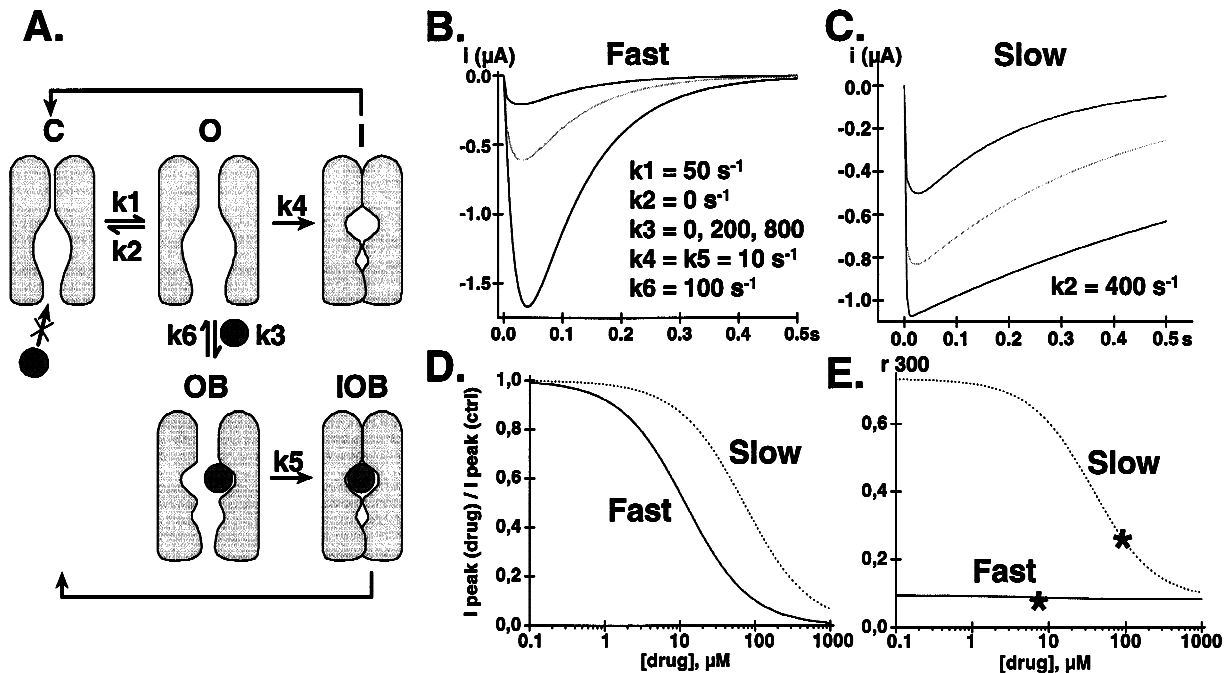 A.
C
O
I
k1
k2
k4
k6
k3
OB
IOB
k5
B.
I (µA)
Fast
0.0
-0.5
-1.0
-1.5
k1 = 50 s⁻¹
k2 = 0 s⁻¹
k3 = 0, 200, 800
k4 = k5 = 10 s⁻¹
k6 = 100 s⁻¹
0.0 0.1 0.2 0.3 0.4 0.5s
C.
i (µA)
Slow
0.0
-0.2
-0.4
-0.6
-0.8
-1.0
k2 = 400 s⁻¹
0.0 0.1 0.2 0.3 0.4 0.5s
D.
I peak (drug) / I peak (ctrl)
1,0
0,8
0,6
0,4
0,2
0,0
Slow
Fast
0.1 1 10 100 1000
[drug], µM
E.
r 300
0,6
0,4
0,2
0,0
Slow
*
Fast
*
0.1 1 10 100 1000
[drug], µM